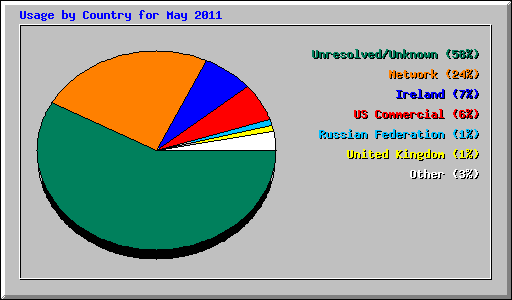 Usage by Country for May 2011
Unresolved/Unknown (58%)
Network (24%)
Ireland (7%)
US Commercial (6%)
Russian Federation (1%)
United Kingdom (1%)
Other (3%)